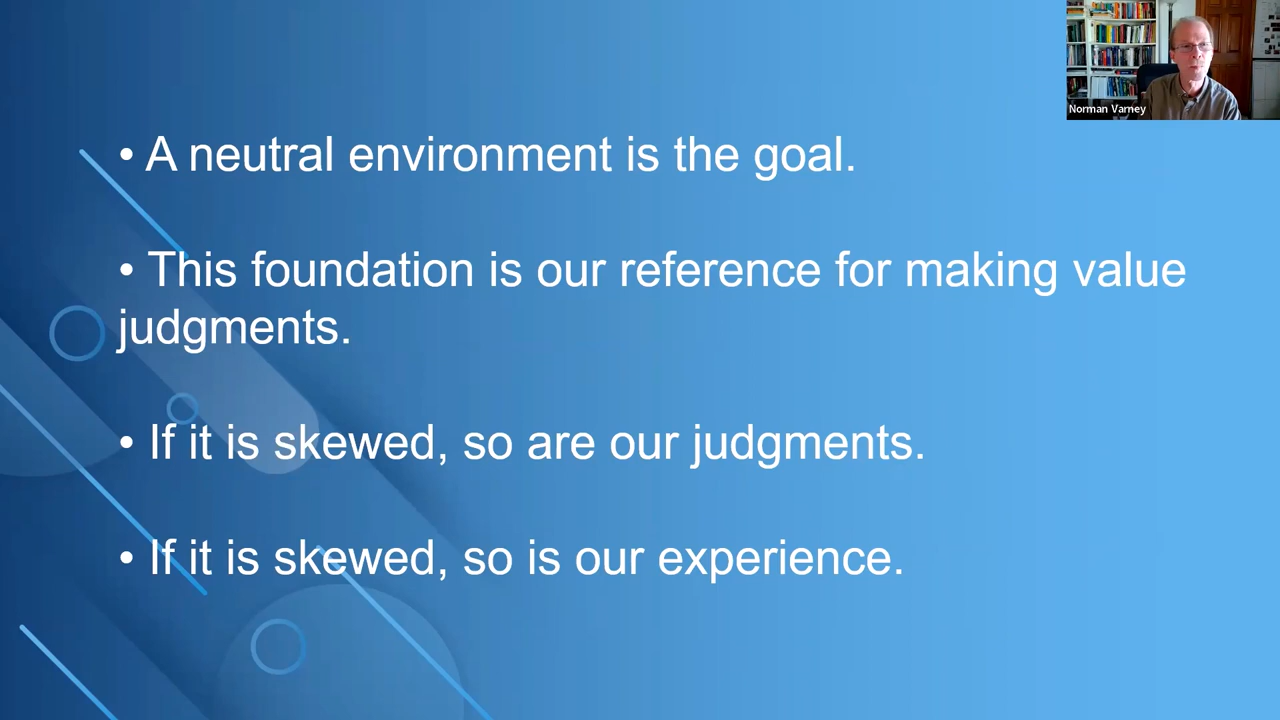 Norman Varney
• A neutral environment is the goal.
• This foundation is our reference for making value
judgments.
• If it is skewed, so are our judgments.
• If it is skewed, so is our experience.